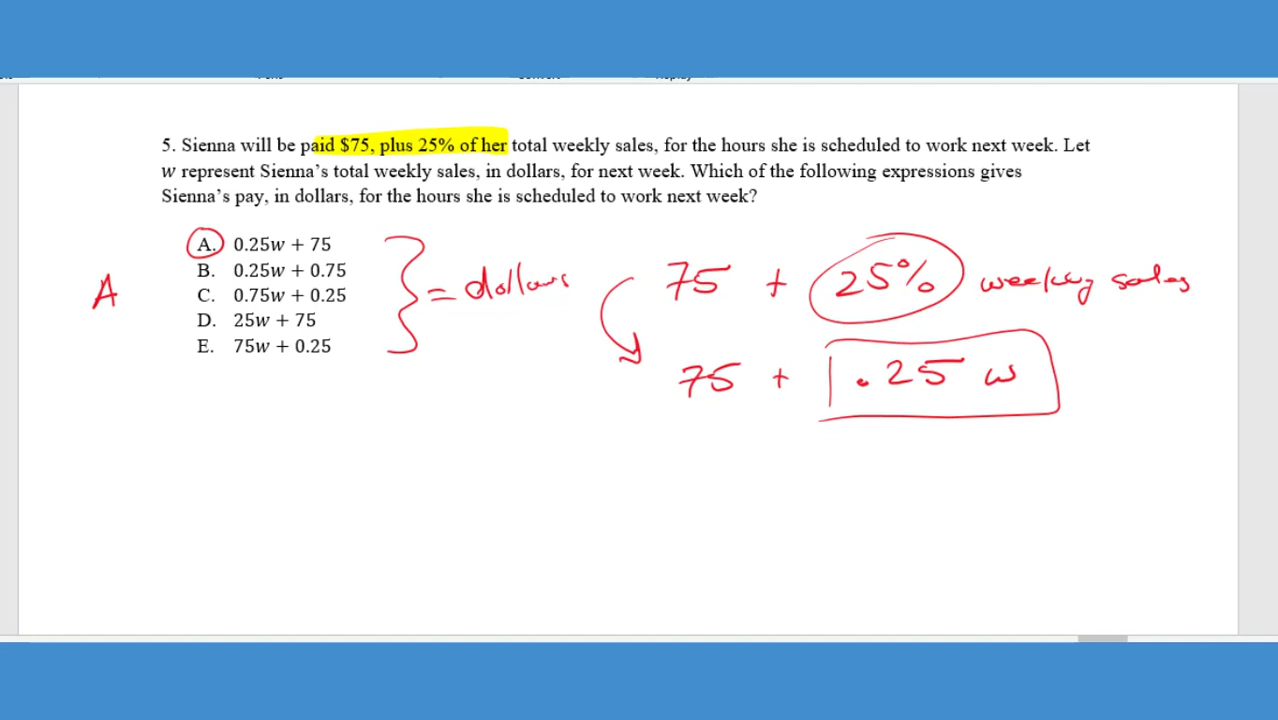 5. Sienna will be paid $75, plus 25% of her total weekly sales, for the hours she is scheduled to work next week. Let
w represent Sienna’s total weekly sales, in dollars, for next week. Which of the following expressions gives
Sienna’s pay, in dollars, for the hours she is scheduled to work next week?
A. 0.25w + 75
B. 0.25w + 0.75
C. 0.75w + 0.25
D. 25w + 75
E. 75w + 0.25
A
= dollars
75 + 25% weekly sales
75 + .25 w